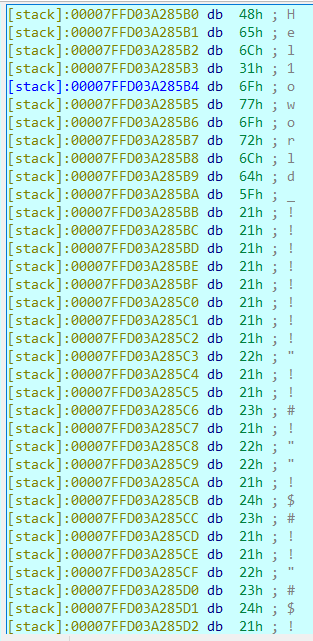 [stack]:00007FFD03A285B0 db  48h ; H
[stack]:00007FFD03A285B1 db  65h ; e
[stack]:00007FFD03A285B2 db  6Ch ; l
[stack]:00007FFD03A285B3 db  31h ; 1
[stack]:00007FFD03A285B4 db  6Fh ; o
[stack]:00007FFD03A285B5 db  77h ; w
[stack]:00007FFD03A285B6 db  6Fh ; o
[stack]:00007FFD03A285B7 db  72h ; r
[stack]:00007FFD03A285B8 db  6Ch ; l
[stack]:00007FFD03A285B9 db  64h ; d
[stack]:00007FFD03A285BA db  5Fh ; _
[stack]:00007FFD03A285BB db  21h ; !
[stack]:00007FFD03A285BC db  21h ; !
[stack]:00007FFD03A285BD db  21h ; !
[stack]:00007FFD03A285BE db  21h ; !
[stack]:00007FFD03A285BF db  21h ; !
[stack]:00007FFD03A285C0 db  21h ; !
[stack]:00007FFD03A285C1 db  21h ; !
[stack]:00007FFD03A285C2 db  21h ; !
[stack]:00007FFD03A285C3 db  22h ; "
[stack]:00007FFD03A285C4 db  21h ; !
[stack]:00007FFD03A285C5 db  21h ; !
[stack]:00007FFD03A285C6 db  23h ; #
[stack]:00007FFD03A285C7 db  21h ; !
[stack]:00007FFD03A285C8 db  22h ; "
[stack]:00007FFD03A285C9 db  22h ; "
[stack]:00007FFD03A285CA db  21h ; !
[stack]:00007FFD03A285CB db  24h ; $
[stack]:00007FFD03A285CC db  23h ; #
[stack]:00007FFD03A285CD db  21h ; !
[stack]:00007FFD03A285CE db  21h ; !
[stack]:00007FFD03A285CF db  22h ; "
[stack]:00007FFD03A285D0 db  23h ; #
[stack]:00007FFD03A285D1 db  24h ; $
[stack]:00007FFD03A285D2 db  21h ; !